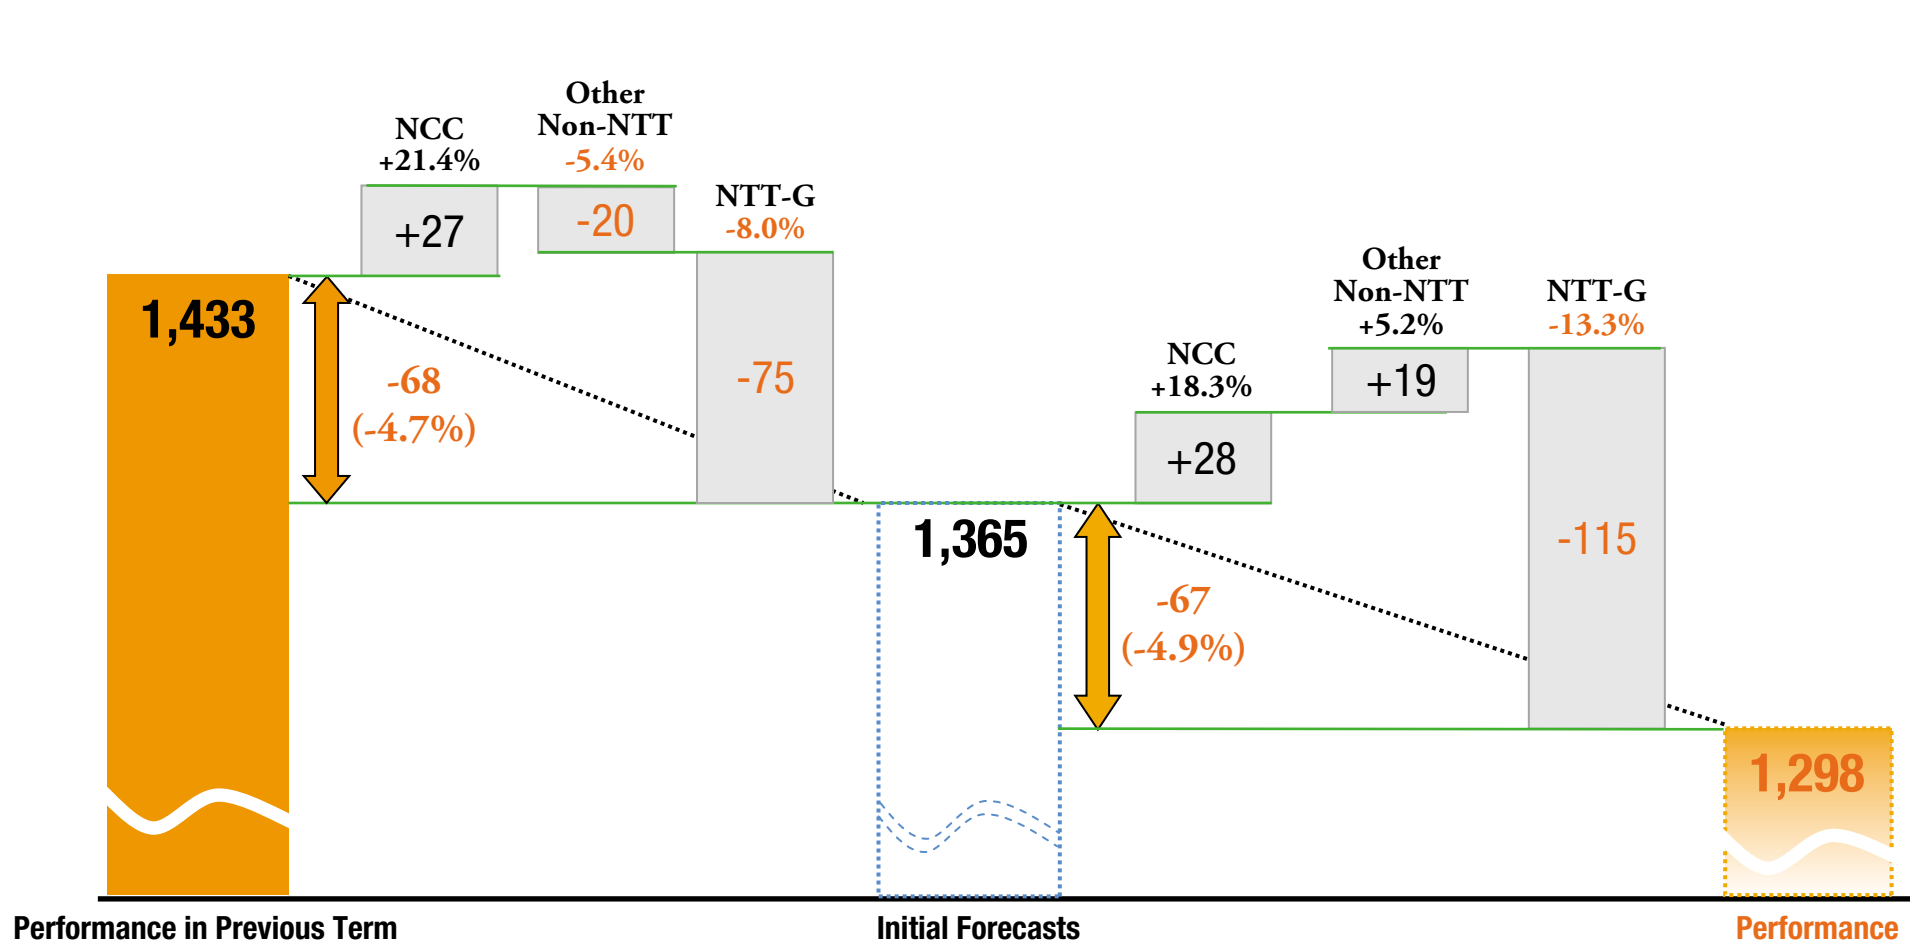 Other
Non-NTT
-5.4%
NCC
+21.4%
NTT-G
-8.0%
+27
-20
-75
1,433
-68
(-4.7%)
Other
Non-NTT
+5.2%
NTT-G
-13.3%
NCC
+18.3%
+28
+19
-115
1,365
-67
(-4.9%)
1,298
Performance in Previous Term
Initial Forecasts
Performance